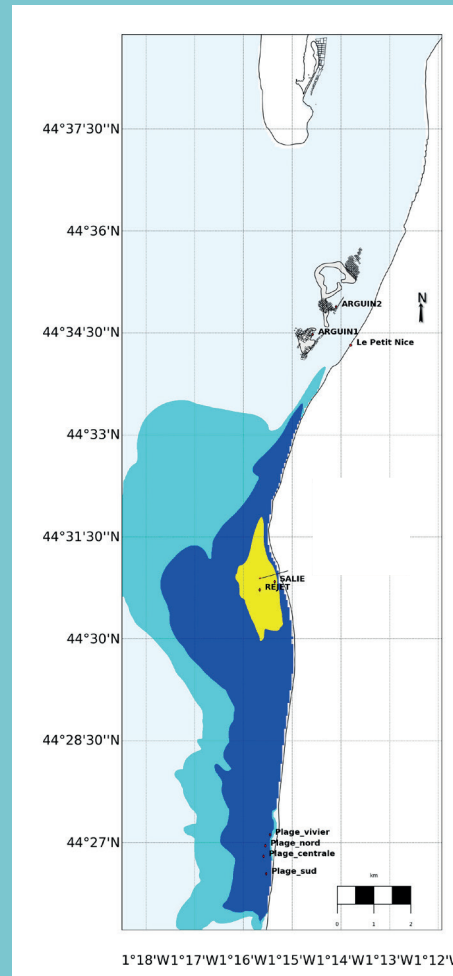 44°37'30''N
44°36'N
ARGUIN2
N
44°34'30''N
ARGUIN1
Le Petit Nice
44°33'N
44°31'30''N
SALIE
REJET
44°30'N
44°28'30''N
Plage_vivier
44°27'N
Plage_nord
Plage_centrale
Plage_sud
km
0 1 2
1°18'W1°17'W1°16'W1°15'W1°14'W1°13'W1°12'W